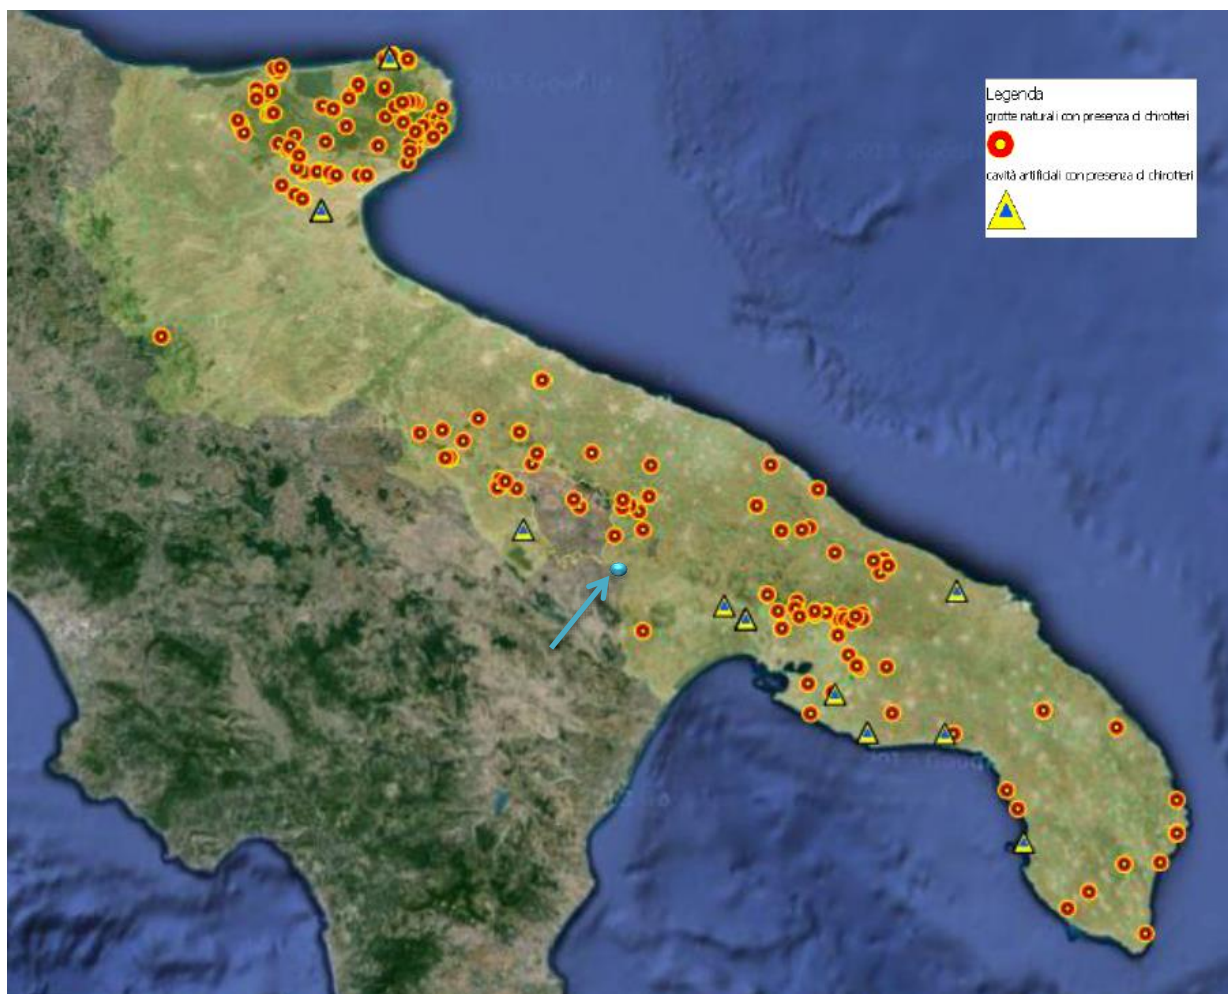 Legenda
grotte naturali con presenza di chirotteri
cavità artificiali con presenza di chirotteri